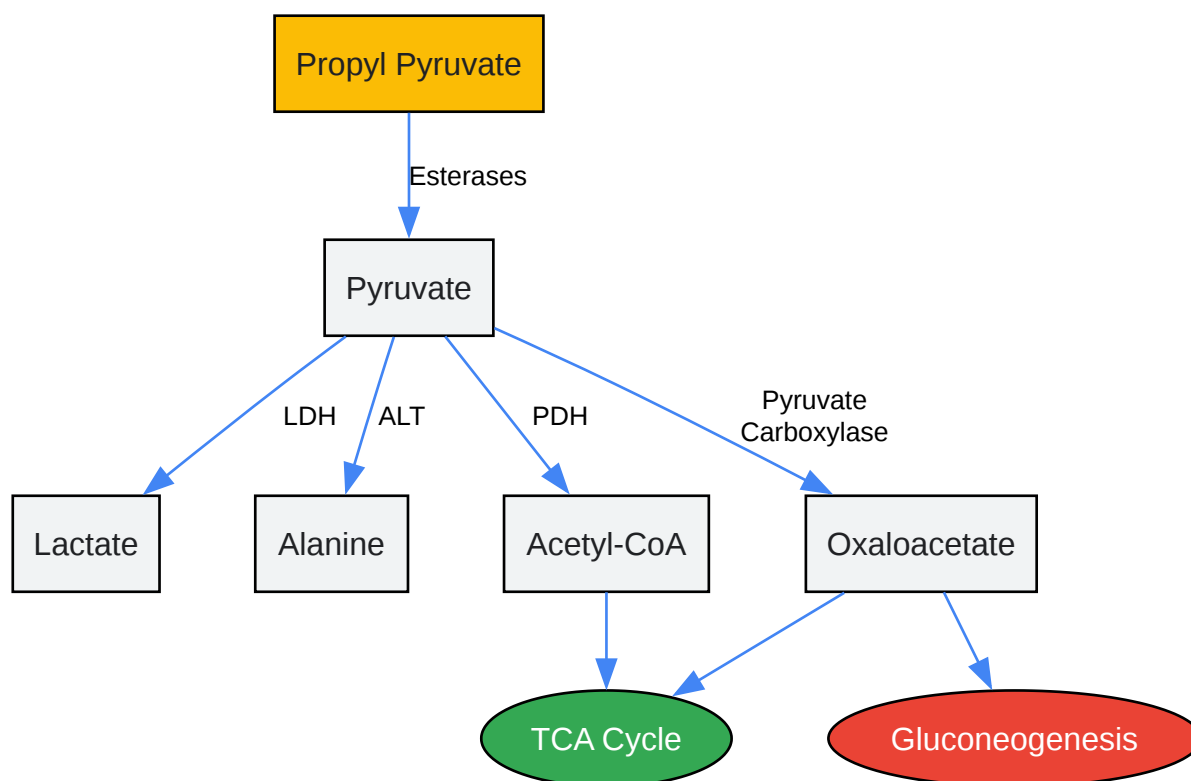 Propyl Pyruvate
Esterases
Pyruvate
LDH
ALT
PDH
Pyruvate
Carboxylase
Lactate
Alanine
Acetyl-CoA
Oxaloacetate
TCA Cycle
Gluconeogenesis